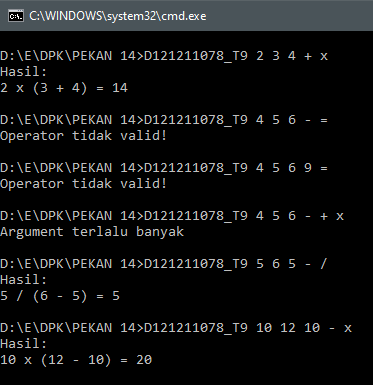 C:\WINDOWS\system32\cmd.exe
D:\E\DPK\PEKAN 14>D121211078_T9 2 3 4 + x
Hasil:
2 x (3 + 4) = 14
D:\E\DPK\PEKAN 14>D121211078_T9 4 5 6 - =
Operator tidak valid!
D:\E\DPK\PEKAN 14>D121211078_T9 4 5 6 9 =
Operator tidak valid!
D:\E\DPK\PEKAN 14>D121211078_T9 4 5 6 - + x
Argument terlalu banyak
D:\E\DPK\PEKAN 14>D121211078_T9 5 6 5 - /
Hasil:
5 / (6 - 5) = 5
D:\E\DPK\PEKAN 14>D121211078_T9 10 12 10 - x
Hasil:
10 x (12 - 10) = 20